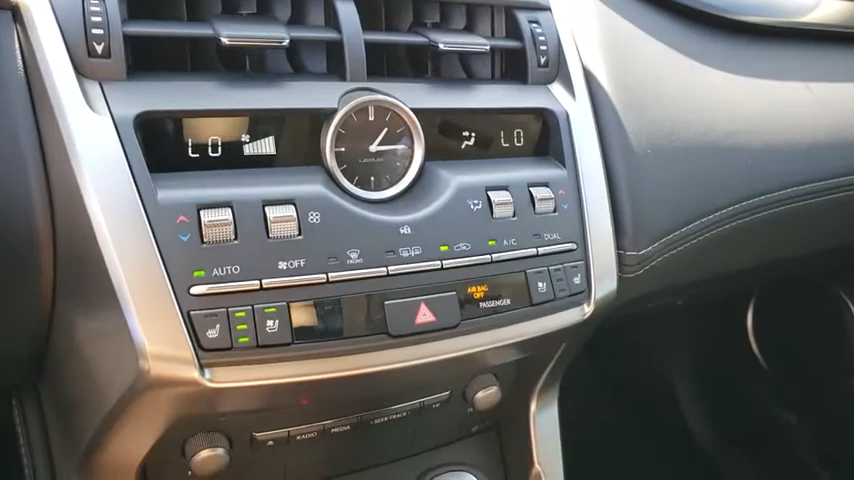 LO
LEXUS
LO
AUTO
OFF
FRONT
A/C
DUAL
AIR BAG
OFF
PASSENGER
RADIO
MEDIA
SEEK TRACK